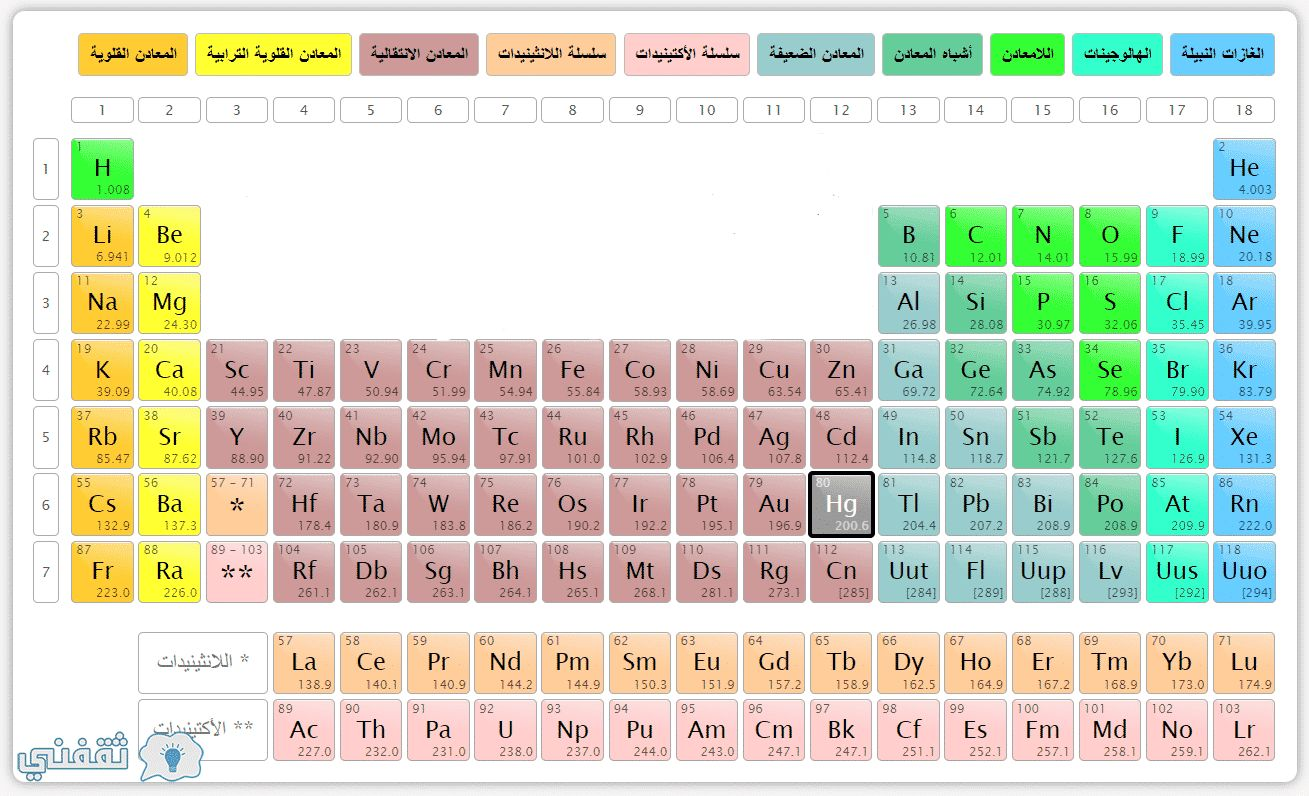 المعادن القلوية المعادن القلوية الترابية المعادن الانتقالية سلسلة اللانثينيدات سلسلة الأكتينيدات المعادن الضعيفة أشباه المعادن اللامعادن الهالوجينات الغازات النبيلة
1 2 3 4 5 6 7 8 9 10 11 12 13 14 15 16 17 18
1 2
1 H He
1.008 4.003
3 4 5 6 7 8 9 10
2 Li Be B C N O F Ne
6.941 9.012 10.81 12.01 14.01 15.99 18.99 20.18
11 12 13 14 15 16 17 18
3 Na Mg Al Si P S Cl Ar
22.99 24.30 26.98 28.08 30.97 32.06 35.45 39.95
19 20 21 22 23 24 25 26 27 28 29 30 31 32 33 34 35 36
4 K Ca Sc Ti V Cr Mn Fe Co Ni Cu Zn Ga Ge As Se Br Kr
39.09 40.08 44.95 47.87 50.94 51.99 54.94 55.84 58.93 58.69 63.54 65.41 69.72 72.64 74.92 78.96 79.90 83.79
37 38 39 40 41 42 43 44 45 46 47 48 49 50 51 52 53 54
5 Rb Sr Y Zr Nb Mo Tc Ru Rh Pd Ag Cd In Sn Sb Te I Xe
85.47 87.62 88.90 91.22 92.90 95.94 97.91 101.0 102.9 106.4 107.8 112.4 114.8 118.7 121.7 127.6 126.9 131.3
55 56 57 - 71 72 73 74 75 76 77 78 79 80 81 82 83 84 85 86
6 Cs Ba * Hf Ta W Re Os Ir Pt Au Hg Tl Pb Bi Po At Rn
132.9 137.3 178.4 180.9 183.8 186.2 190.2 192.2 195.1 196.9 200.6 204.4 207.2 208.9 208.9 209.9 222.0
87 88 89 - 103 104 105 106 107 108 109 110 111 112 113 114 115 116 117 118
7 Fr Ra ** Rf Db Sg Bh Hs Mt Ds Rg Cn Uut Fl Uup Lv Uus Uuo
223.0 226.0 261.1 262.1 263.1 264.1 265.1 268.1 281.1 273.1 [285] [284] [289] [288] [293] [292] [294]
57 58 59 60 61 62 63 64 65 66 67 68 69 70 71
* اللانثينيدات La Ce Pr Nd Pm Sm Eu Gd Tb Dy Ho Er Tm Yb Lu
138.9 140.1 140.9 144.2 144.9 150.3 151.9 157.2 158.9 162.5 164.9 167.2 168.9 173.0 174.9
89 90 91 92 93 94 95 96 97 98 99 100 101 102 103
** الأكتينيدات Ac Th Pa U Np Pu Am Cm Bk Cf Es Fm Md No Lr
227.0 232.0 231.0 238.0 237.0 244.0 243.0 247.1 247.1 251.1 252.1 257.1 258.1 259.1 262.1
ثقفني